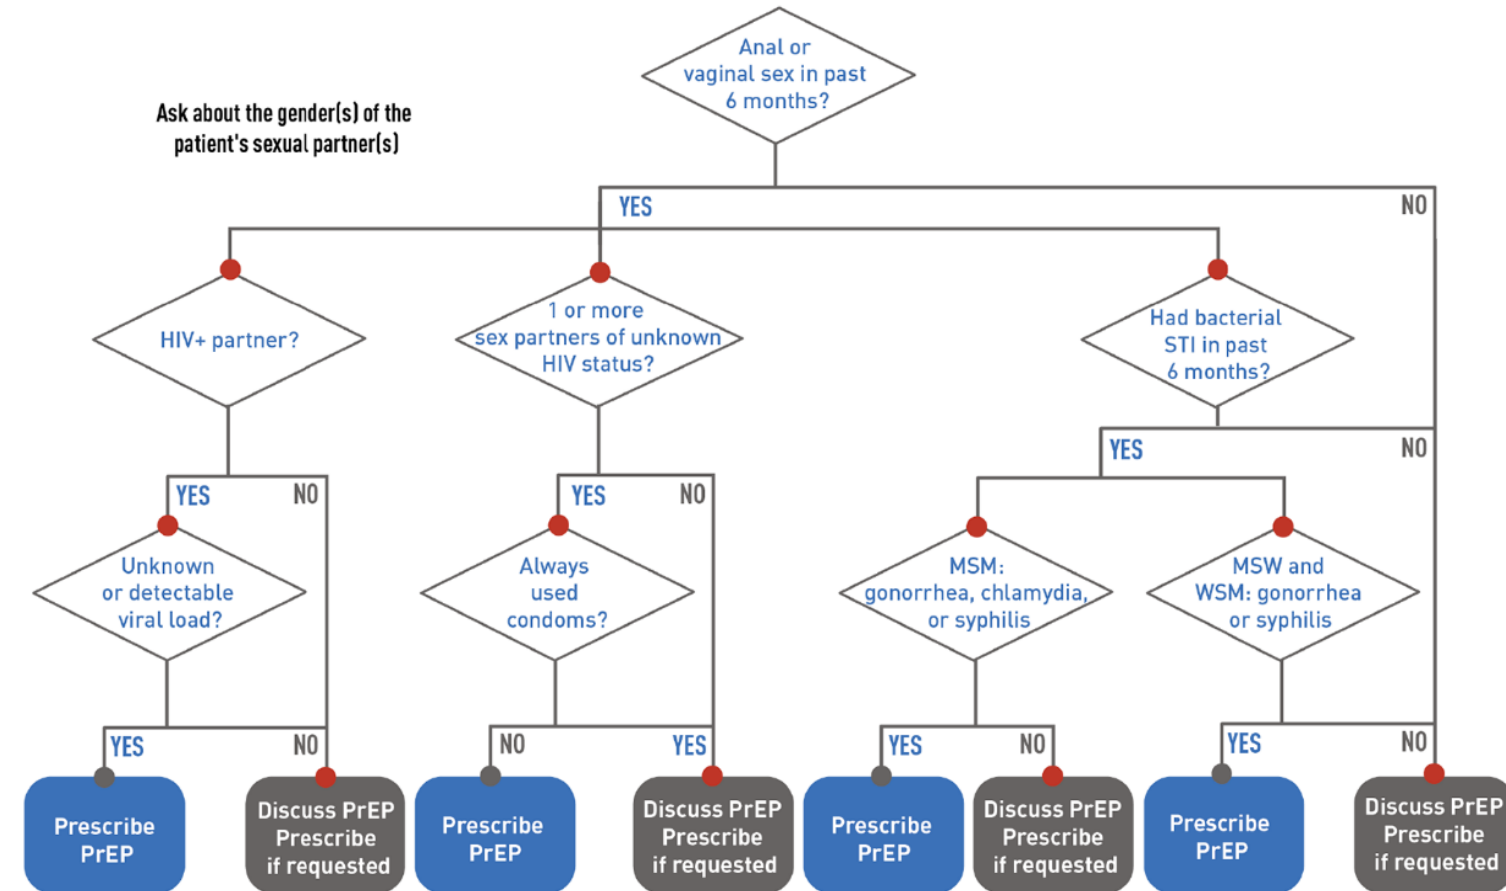 Anal or
vaginal sex in past
6 months?
Ask about the gender(s) of the
patient's sexual partner(s)
YES
NO
HIV+ partner?
1 or more
sex partners of unknown
HIV status?
Had bacterial
STI in past
6 months?
YES
NO
YES
NO
YES
NO
Unknown
or detectable
viral load?
Always
used
condoms?
MSM:
gonorrhea, chlamydia,
or syphilis
MSW and
WSM: gonorrhea
or syphilis
YES
NO
NO
YES
YES
NO
YES
NO
Prescribe
PrEP
Discuss PrEP
Prescribe
if requested
Prescribe
PrEP
Discuss PrEP
Prescribe
if requested
Prescribe
PrEP
Discuss PrEP
Prescribe
if requested
Prescribe
PrEP
Discuss PrEP
Prescribe
if requested